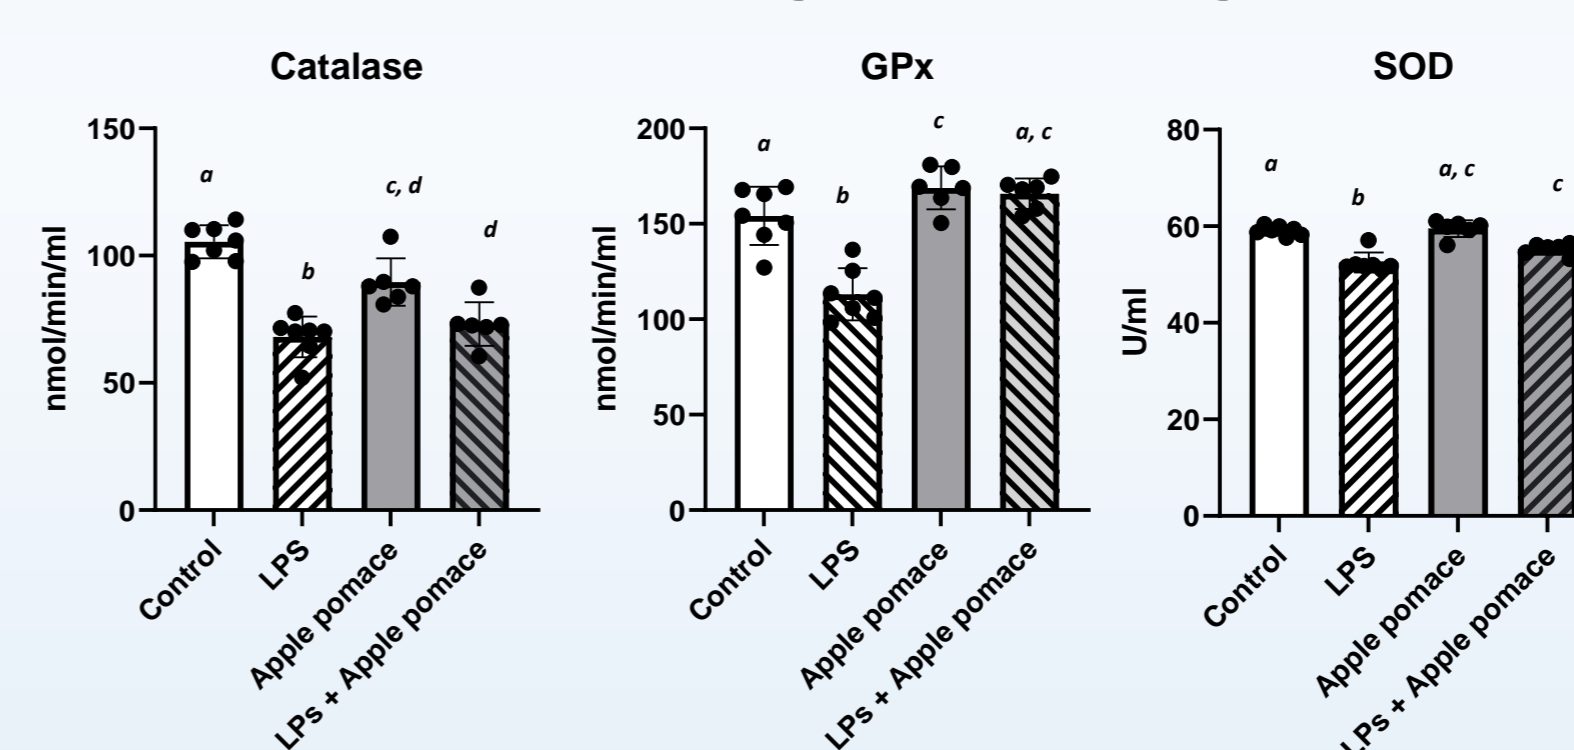 Catalase
150
100
50
0
nmol/min/ml
a
b
c, d
d
Control
LPS
Apple pomace
LPs + Apple pomace
GPx
200
150
100
50
0
nmol/min/ml
a
b
c
a, c
Control
LPS
Apple pomace
LPs + Apple pomace
SOD
80
60
40
20
0
U/ml
a
b
a, c
c
Control
LPS
Apple pomace
LPs + Apple pomace